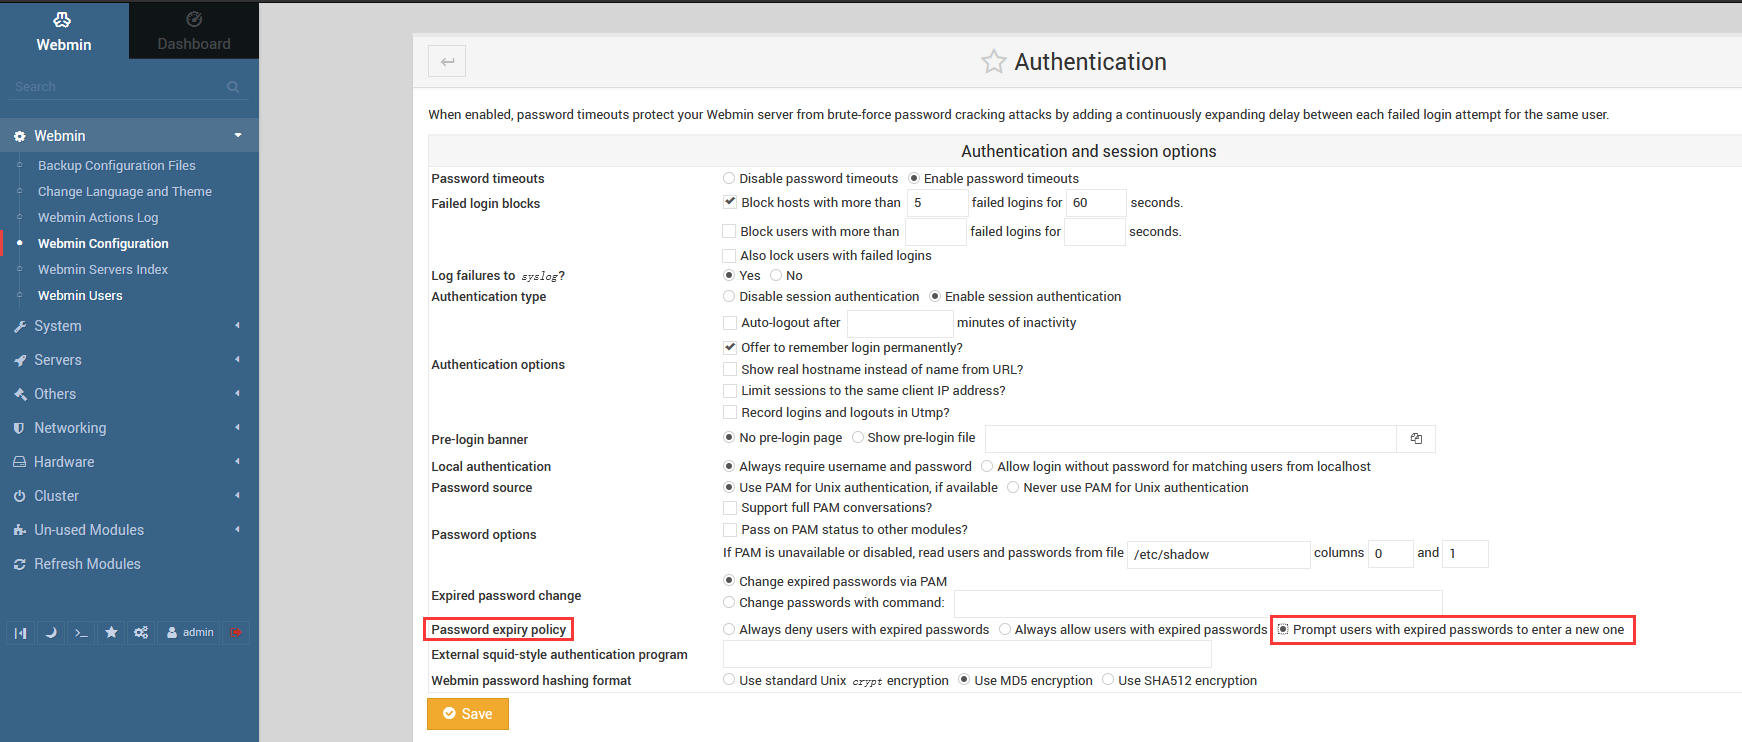 Webmin
Dashboard
Search
Webmin
Backup Configuration Files
Change Language and Theme
Webmin Actions Log
Webmin Configuration
Webmin Servers Index
Webmin Users
System
Servers
Others
Networking
Hardware
Cluster
Un-used Modules
Refresh Modules
admin
Authentication
When enabled, password timeouts protect your Webmin server from brute-force password cracking attacks by adding a continuously expanding delay between each failed login attempt for the same user.
Authentication and session options
Password timeouts Disable password timeouts Enable password timeouts
Failed login blocks Block hosts with more than 5 failed logins for 60 seconds.
Block users with more than failed logins for seconds.
Also lock users with failed logins
Log failures to syslog? Yes No
Authentication type Disable session authentication Enable session authentication
Auto-logout after minutes of inactivity
Offer to remember login permanently?
Authentication options
Show real hostname instead of name from URL?
Limit sessions to the same client IP address?
Record logins and logouts in Utmp?
Pre-login banner No pre-login page Show pre-login file
Local authentication Always require username and password Allow login without password for matching users from localhost
Password source Use PAM for Unix authentication, if available Never use PAM for Unix authentication
Support full PAM conversations?
Password options
Pass on PAM status to other modules?
If PAM is unavailable or disabled, read users and passwords from file /etc/shadow columns 0 and 1
Change expired passwords via PAM
Expired password change
Change passwords with command:
Password expiry policy Always deny users with expired passwords Always allow users with expired passwords Prompt users with expired passwords to enter a new one
External squid-style authentication program
Webmin password hashing format Use standard Unix crypt encryption Use MD5 encryption Use SHA512 encryption
Save